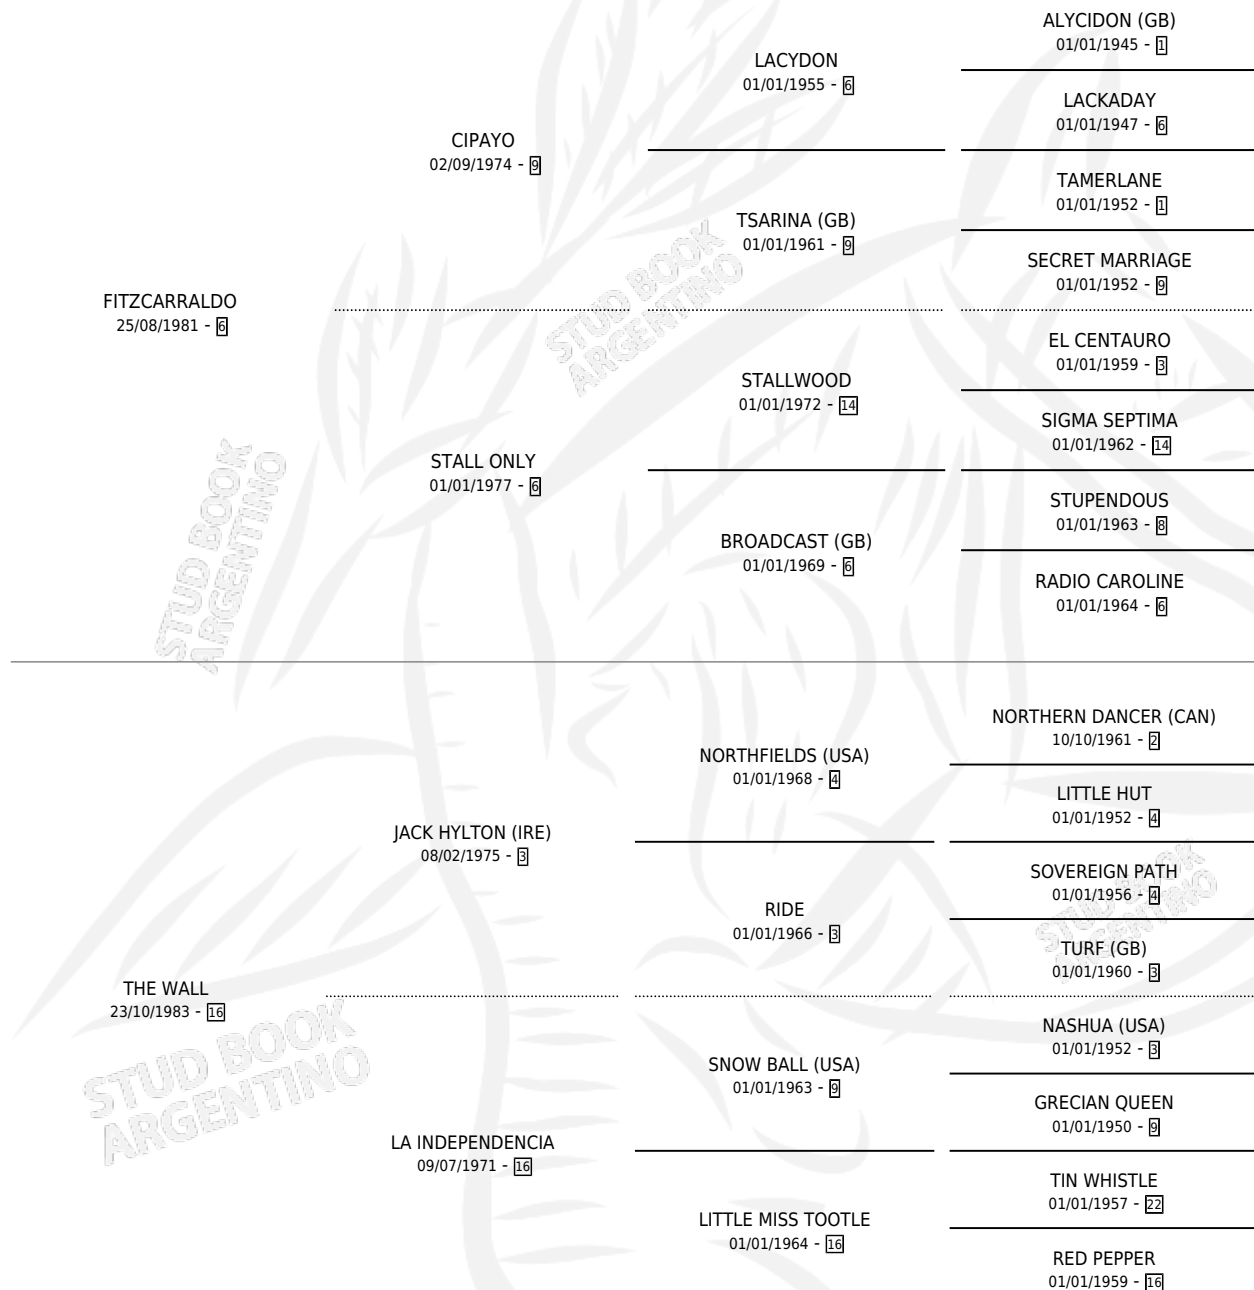 ALYCIDON (GB)
01/01/1945 - 1
LACYDON
01/01/1955 - 6
LACKADAY
01/01/1947 - 6
CIPAYO
02/09/1974 - 9
TAMERLANE
01/01/1952 - 1
TSARINA (GB)
01/01/1961 - 9
SECRET MARRIAGE
01/01/1952 - 9
FITZCARRALDO
25/08/1981 - 6
EL CENTAURO
01/01/1959 - 3
STALLWOOD
01/01/1972 - 14
SIGMA SEPTIMA
01/01/1962 - 14
STALL ONLY
01/01/1977 - 6
STUPENDOUS
01/01/1963 - 8
BROADCAST (GB)
01/01/1969 - 6
RADIO CAROLINE
01/01/1964 - 6
NORTHERN DANCER (CAN)
10/10/1961 - 2
NORTHFIELDS (USA)
01/01/1968 - 4
LITTLE HUT
01/01/1952 - 4
JACK HYLTON (IRE)
08/02/1975 - 3
SOVEREIGN PATH
01/01/1956 - 4
RIDE
01/01/1966 - 3
TURF (GB)
01/01/1960 - 3
THE WALL
23/10/1983 - 16
NASHUA (USA)
01/01/1952 - 3
SNOW BALL (USA)
01/01/1963 - 9
GRECIAN QUEEN
01/01/1950 - 9
LA INDEPENDENCIA
09/07/1971 - 16
TIN WHISTLE
01/01/1957 - 22
LITTLE MISS TOOTLE
01/01/1964 - 16
RED PEPPER
01/01/1959 - 16
STUD BOOK
ARGENTINO
STUD BOOK
ARGENTINO
STUD BOOK
ARGENTINO
STUD BOOK
ARGENTINO